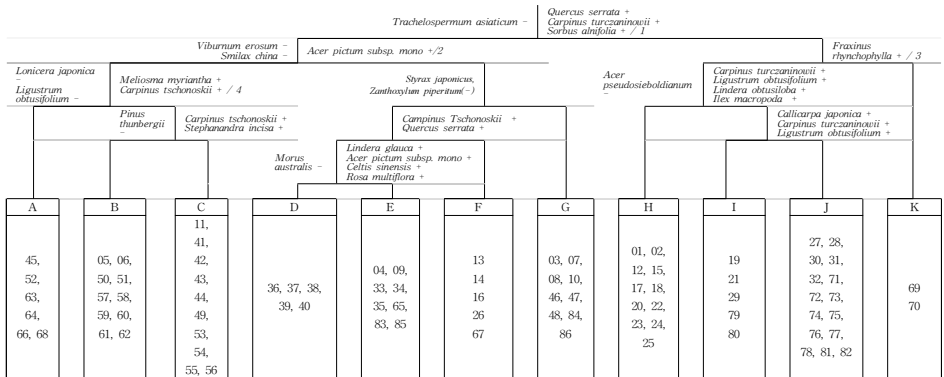 Trachelospermum asiaticum −
Quercus serrata +
Carpinus turczaninowii +
Sorbus alnifolia + / 1
Viburnum erosum −
Smilax china −
Acer pictum subsp. mono +/2
Fraxinus
rhynchophylla + / 3
Lonicera japonica
−
Ligustrum
obtusifolium −
Meliosma myriantha +
Carpinus tschonoskii + / 4
Styrax japonicus,
Zanthoxylum piperitum(−)
Acer
pseudosieboldianum
−
Carpinus turczaninowii +
Ligustrum obtusifolium +
Lindera obtusiloba +
Ilex macropoda +
Pinus
thunbergii
−
Carpinus tschonoskii +
Stephanandra incisa +
Campinus Tschonoskii +
Quercus serrata +
Callicarpa japonica +
Carpinus turczaninowii +
Ligustrum obtusifolium +
Morus
australis −
Lindera glauca +
Acer pictum subsp. mono +
Celtis sinensis +
Rosa multiflora +
A B C D E F G H I J K
45,
52,
63,
64,
66, 68
05, 06,
50, 51,
57, 58,
59, 60,
61, 62
11,
41,
42,
43,
44,
49,
53,
54,
55, 56
36, 37, 38,
39, 40
04, 09,
33, 34,
35, 65,
83, 85
13
14
16
26
67
03, 07,
08, 10,
46, 47,
48, 84,
86
01, 02,
12, 15,
17, 18,
20, 22,
23, 24,
25
19
21
29
79
80
27, 28,
30, 31,
32, 71,
72, 73,
74, 75,
76, 77,
78, 81, 82
69
70